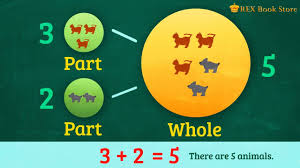 REX Book Store
3
Part
5
2
Part
Whole
3 + 2 = 5 There are 5 animals.